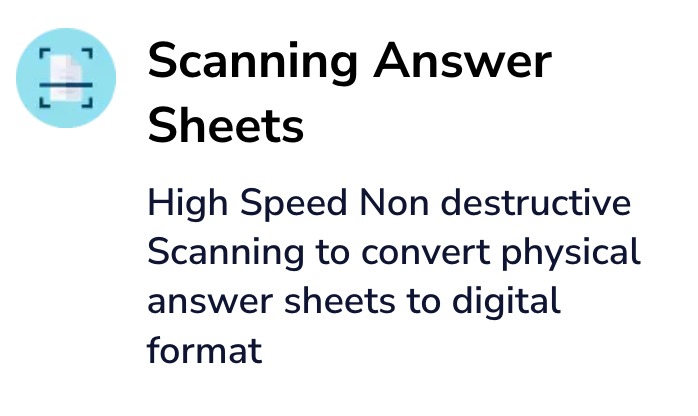 Scanning Answer
Sheets
High Speed Non destructive
Scanning to convert physical
answer sheets to digital
format